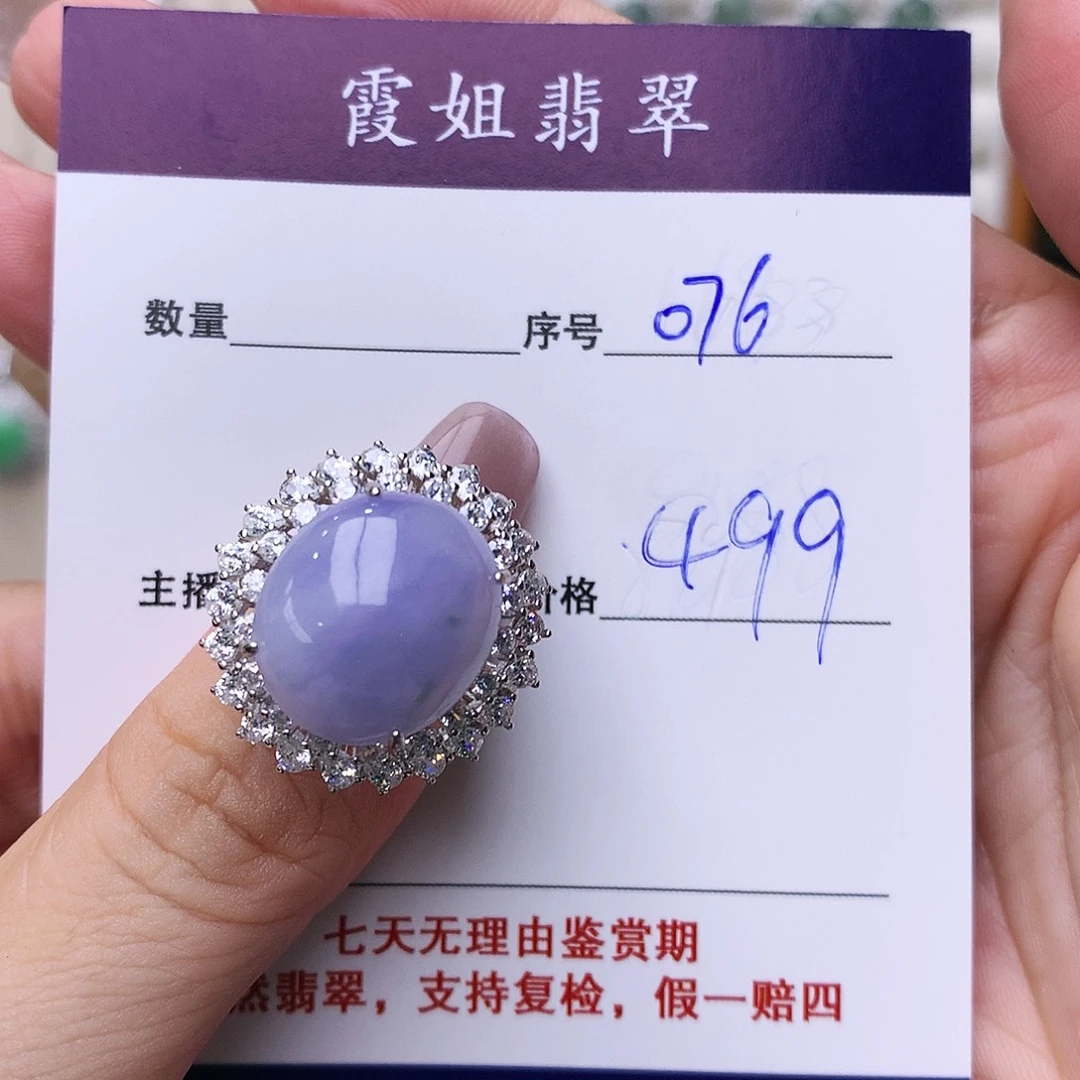 霞姐翡翠
数量 序号 076
主播 价格 499
七天无理由鉴赏期
然翡翠，支持复检，假一赔四